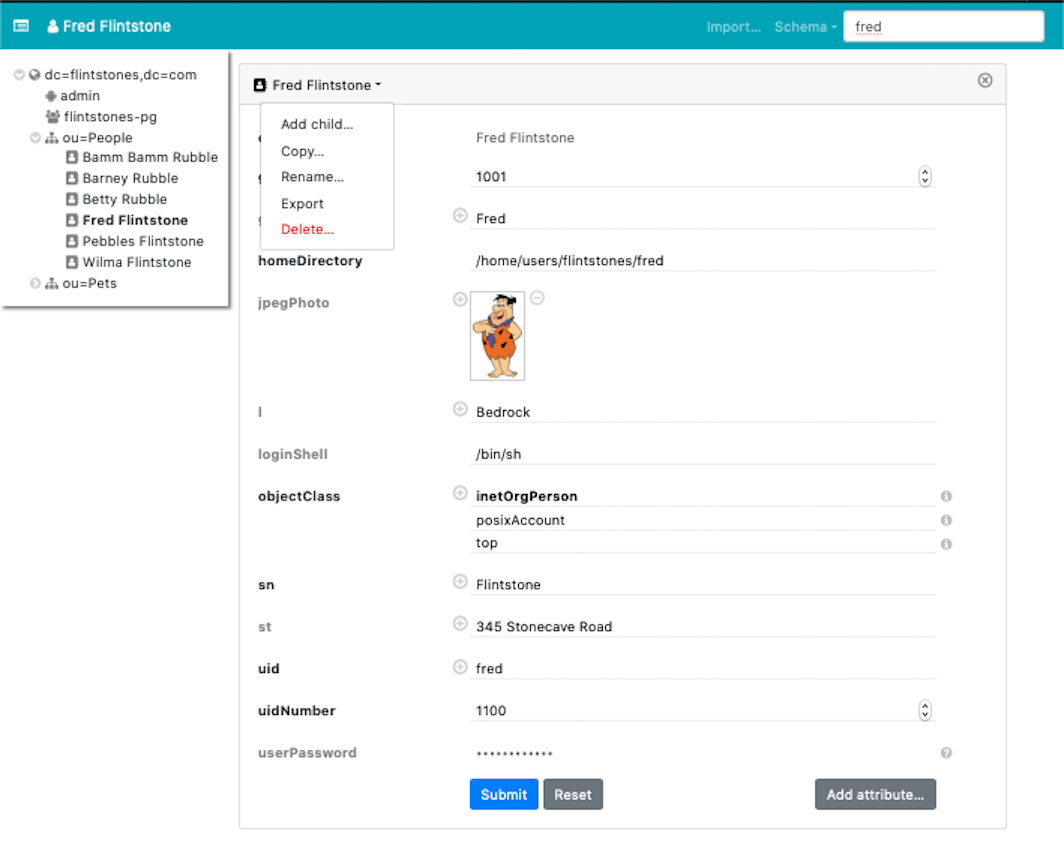 Fred Flintstone
Import...
Schema
fred
dc=flintstones,dc=com
admin
flintstones-pg
ou=People
Bamm Bamm Rubble
Barney Rubble
Betty Rubble
Fred Flintstone
Pebbles Flintstone
Wilma Flintstone
ou=Pets
Fred Flintstone
Add child...
Copy...
Rename...
Export
Delete...
Fred Flintstone
1001
Fred
homeDirectory /home/users/flintstones/fred
jpegPhoto
l Bedrock
loginShell /bin/sh
objectClass inetOrgPerson
posixAccount
top
sn Flintstone
st 345 Stonecave Road
uid fred
uidNumber 1100
userPassword ••••••••••••
Submit Reset Add attribute...